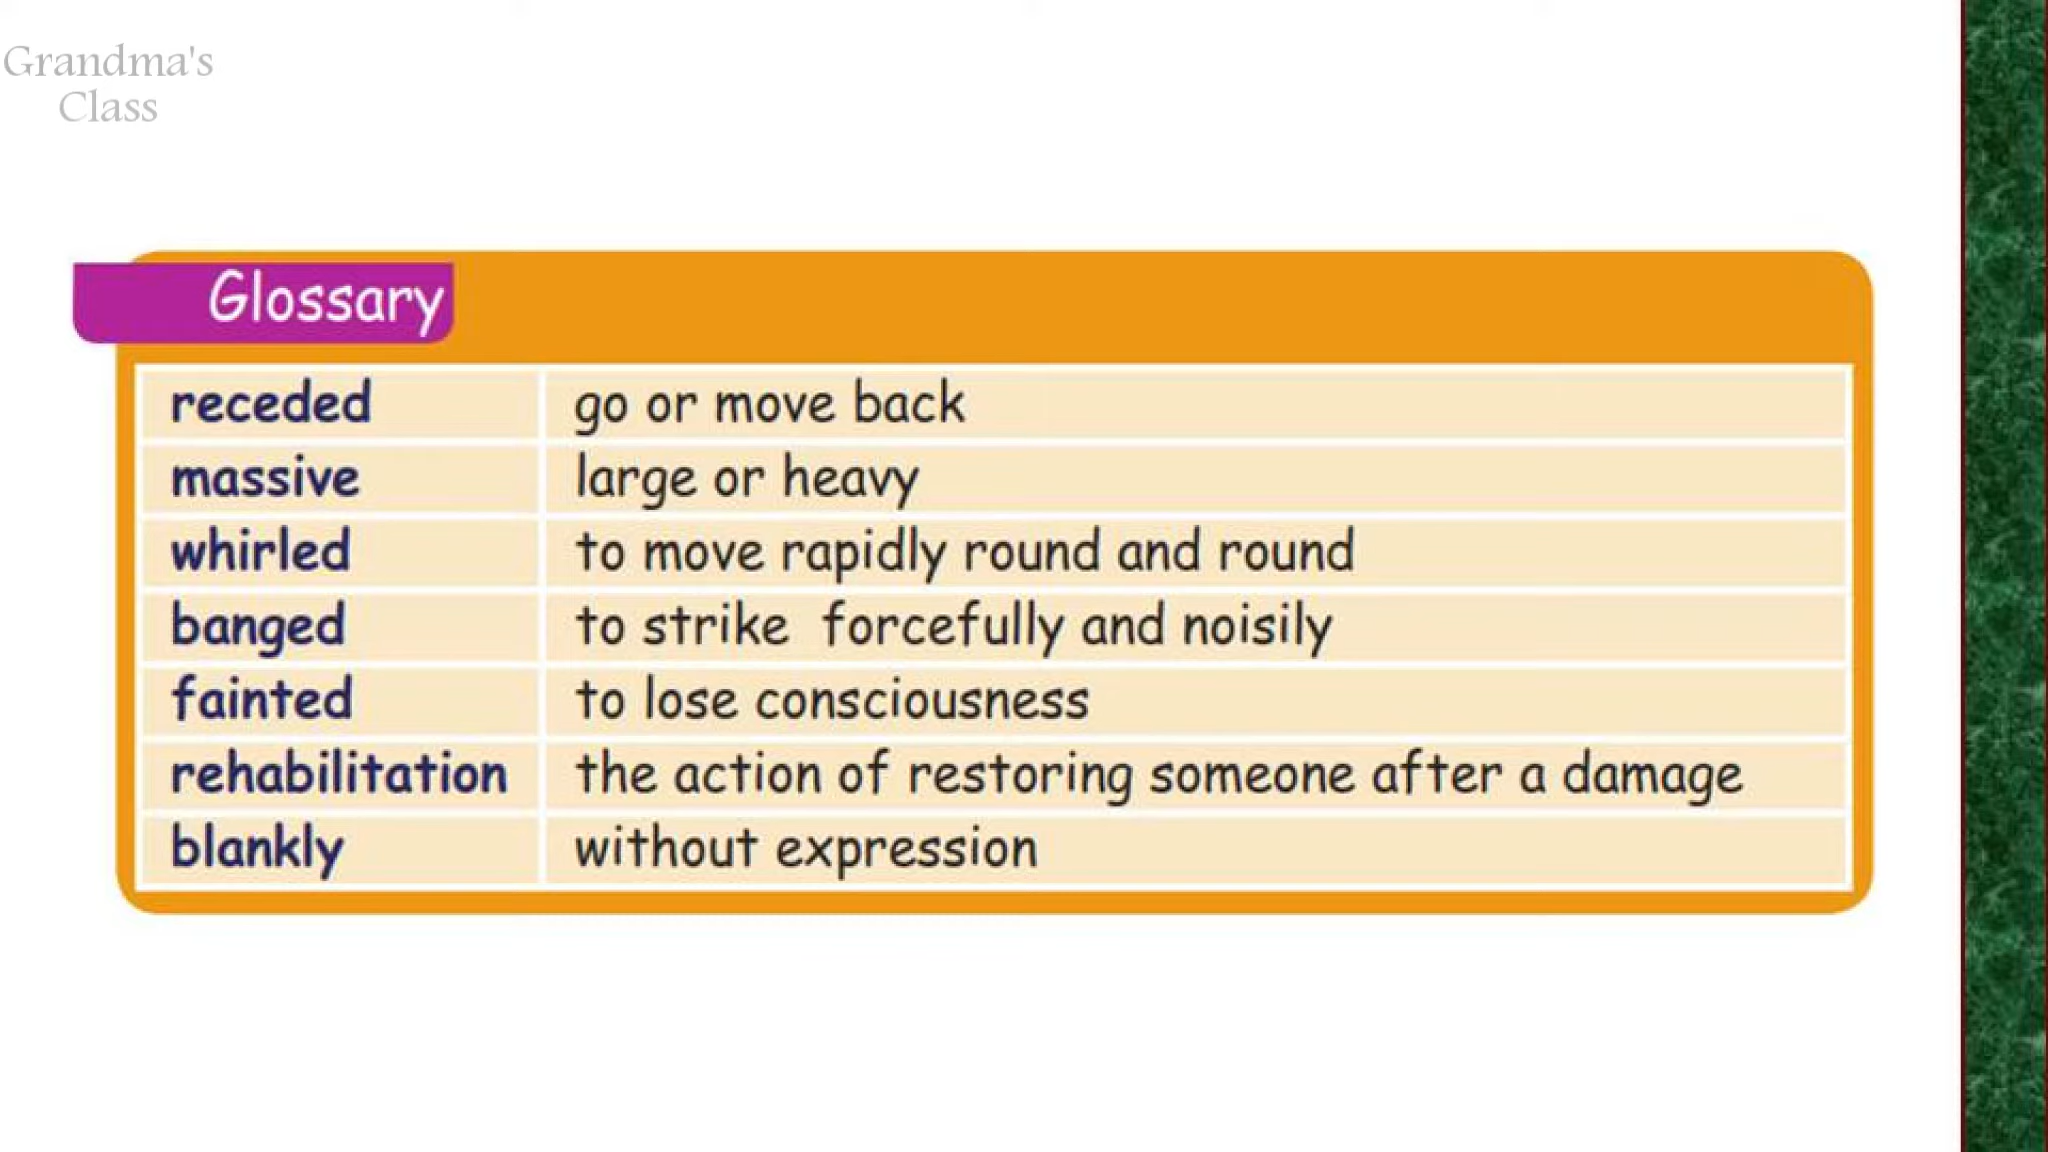 Grandma's
Class
Glossary
receded go or move back
massive large or heavy
whirled to move rapidly round and round
banged to strike forcefully and noisily
fainted to lose consciousness
rehabilitation the action of restoring someone after a damage
blankly without expression